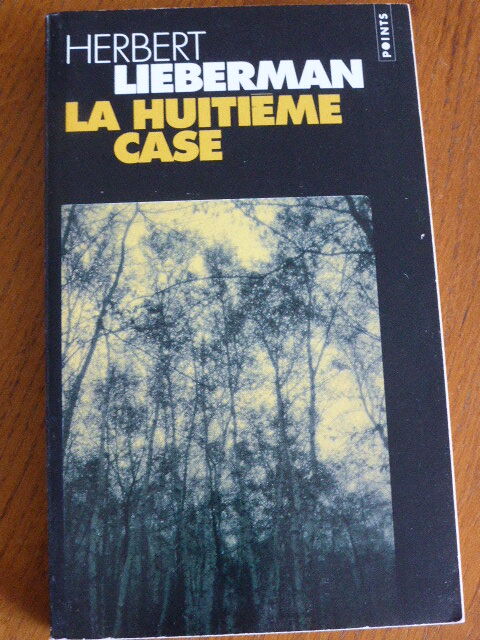 HERBERT
LIEBERMAN
LA HUITIÈME
CASE
POINTS